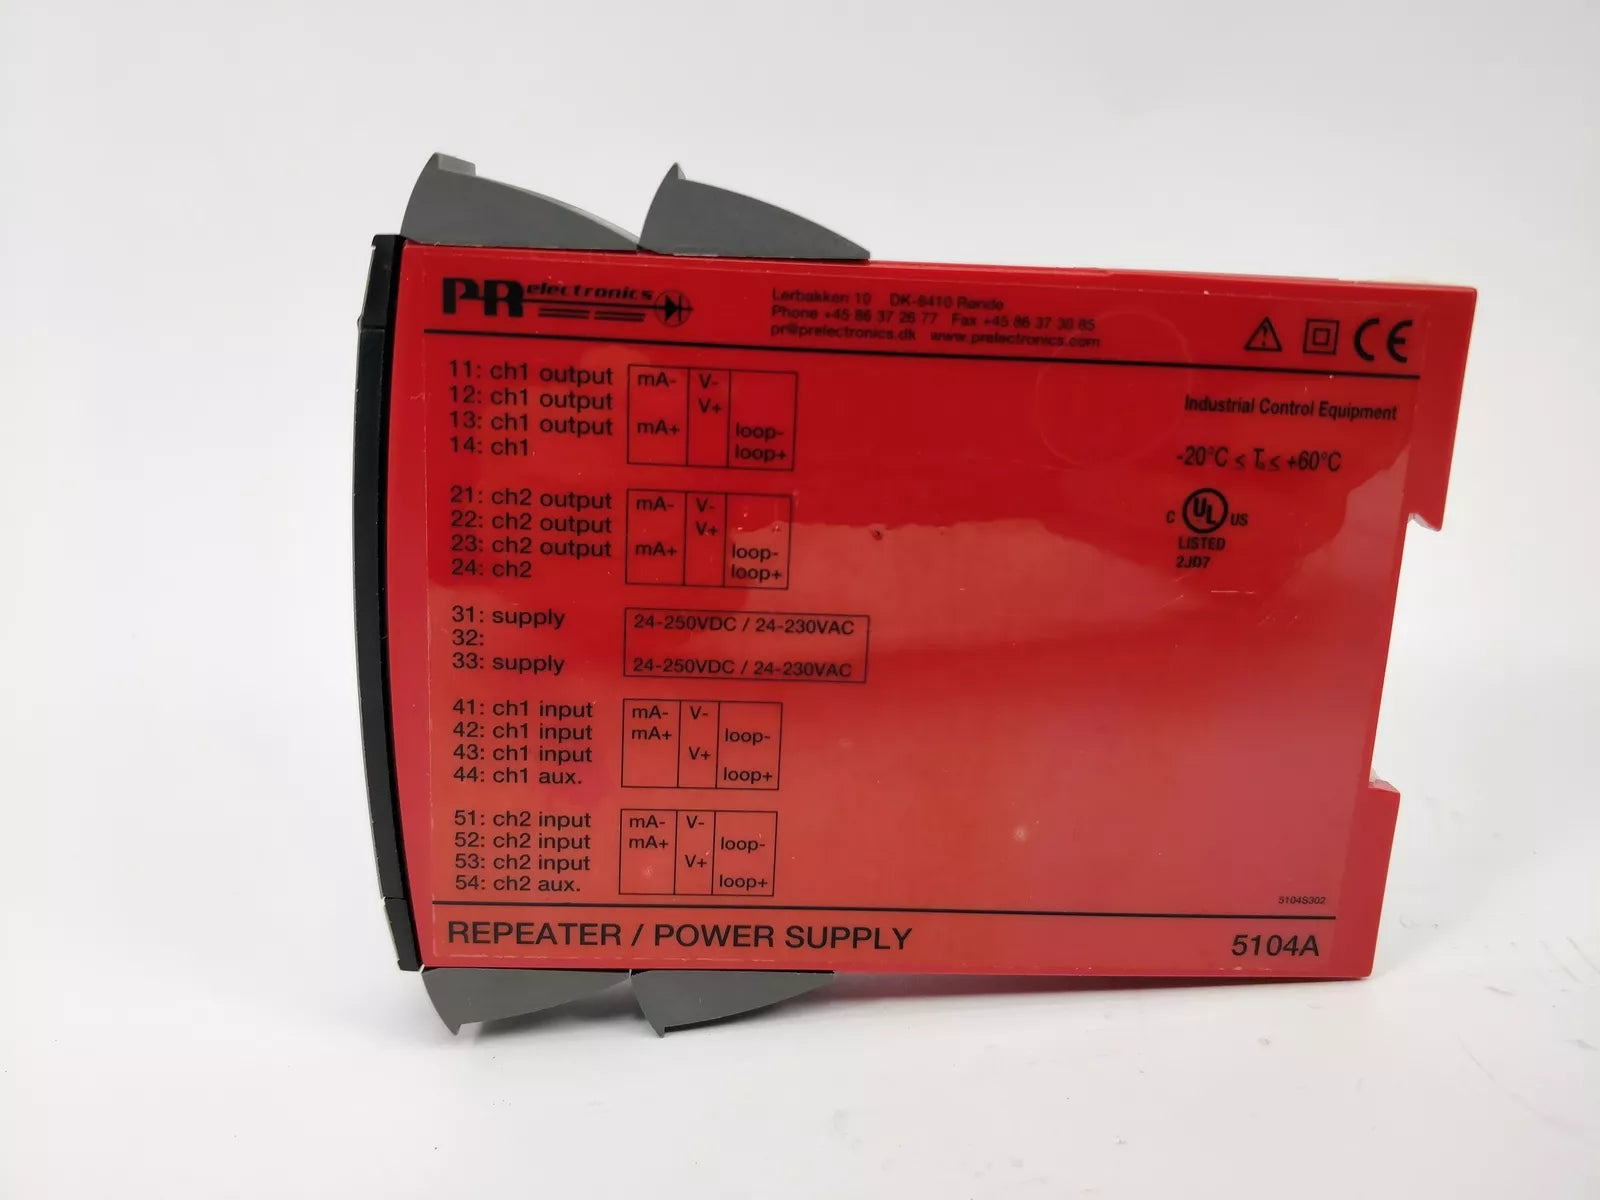 PR electronics
Lerbakken 10 DK-8410 Rønde
Phone +45 86 37 26 77 Fax +45 86 37 30 85
pr@prelectronics.dk www.prelectronics.com
CE
11: ch1 output mA- V-
12: ch1 output V+
13: ch1 output mA+ loop-
14: ch1 loop+
Industrial Control Equipment
-20°C ≤ Ta ≤ +60°C
C UL US
LISTED
2JD7
21: ch2 output mA- V-
22: ch2 output V+
23: ch2 output mA+ loop-
24: ch2 loop+
31: supply 24-250VDC / 24-230VAC
32:
33: supply 24-250VDC / 24-230VAC
41: ch1 input mA- V-
42: ch1 input mA+ loop-
43: ch1 input V+
44: ch1 aux. loop+
51: ch2 input mA- V-
52: ch2 input mA+ loop-
53: ch2 input V+
54: ch2 aux. loop+
5104S302
REPEATER / POWER SUPPLY 5104A